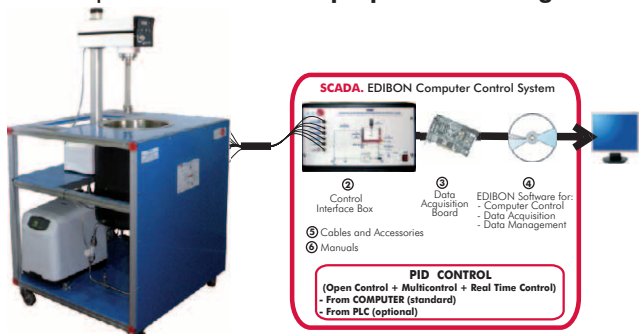 SCADA. EDIBON Computer Control System
②
Control
Interface Box
③
Data
Acquisition
Board
④
EDIBON Software for:
- Computer Control
- Data Acquisition
- Data Management
⑤ Cables and Accessories
⑥ Manuals
PID CONTROL
(Open Control + Multicontrol + Real Time Control)
- From COMPUTER (standard)
- From PLC (optional)